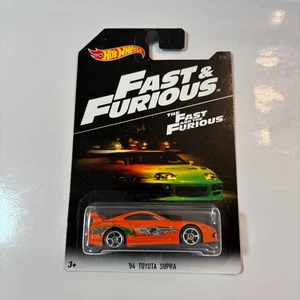 HOT WHEELS
FAST &
FURIOUS
THE FAST
AND THE
FURIOUS
3+
'94 TOYOTA SUPRA